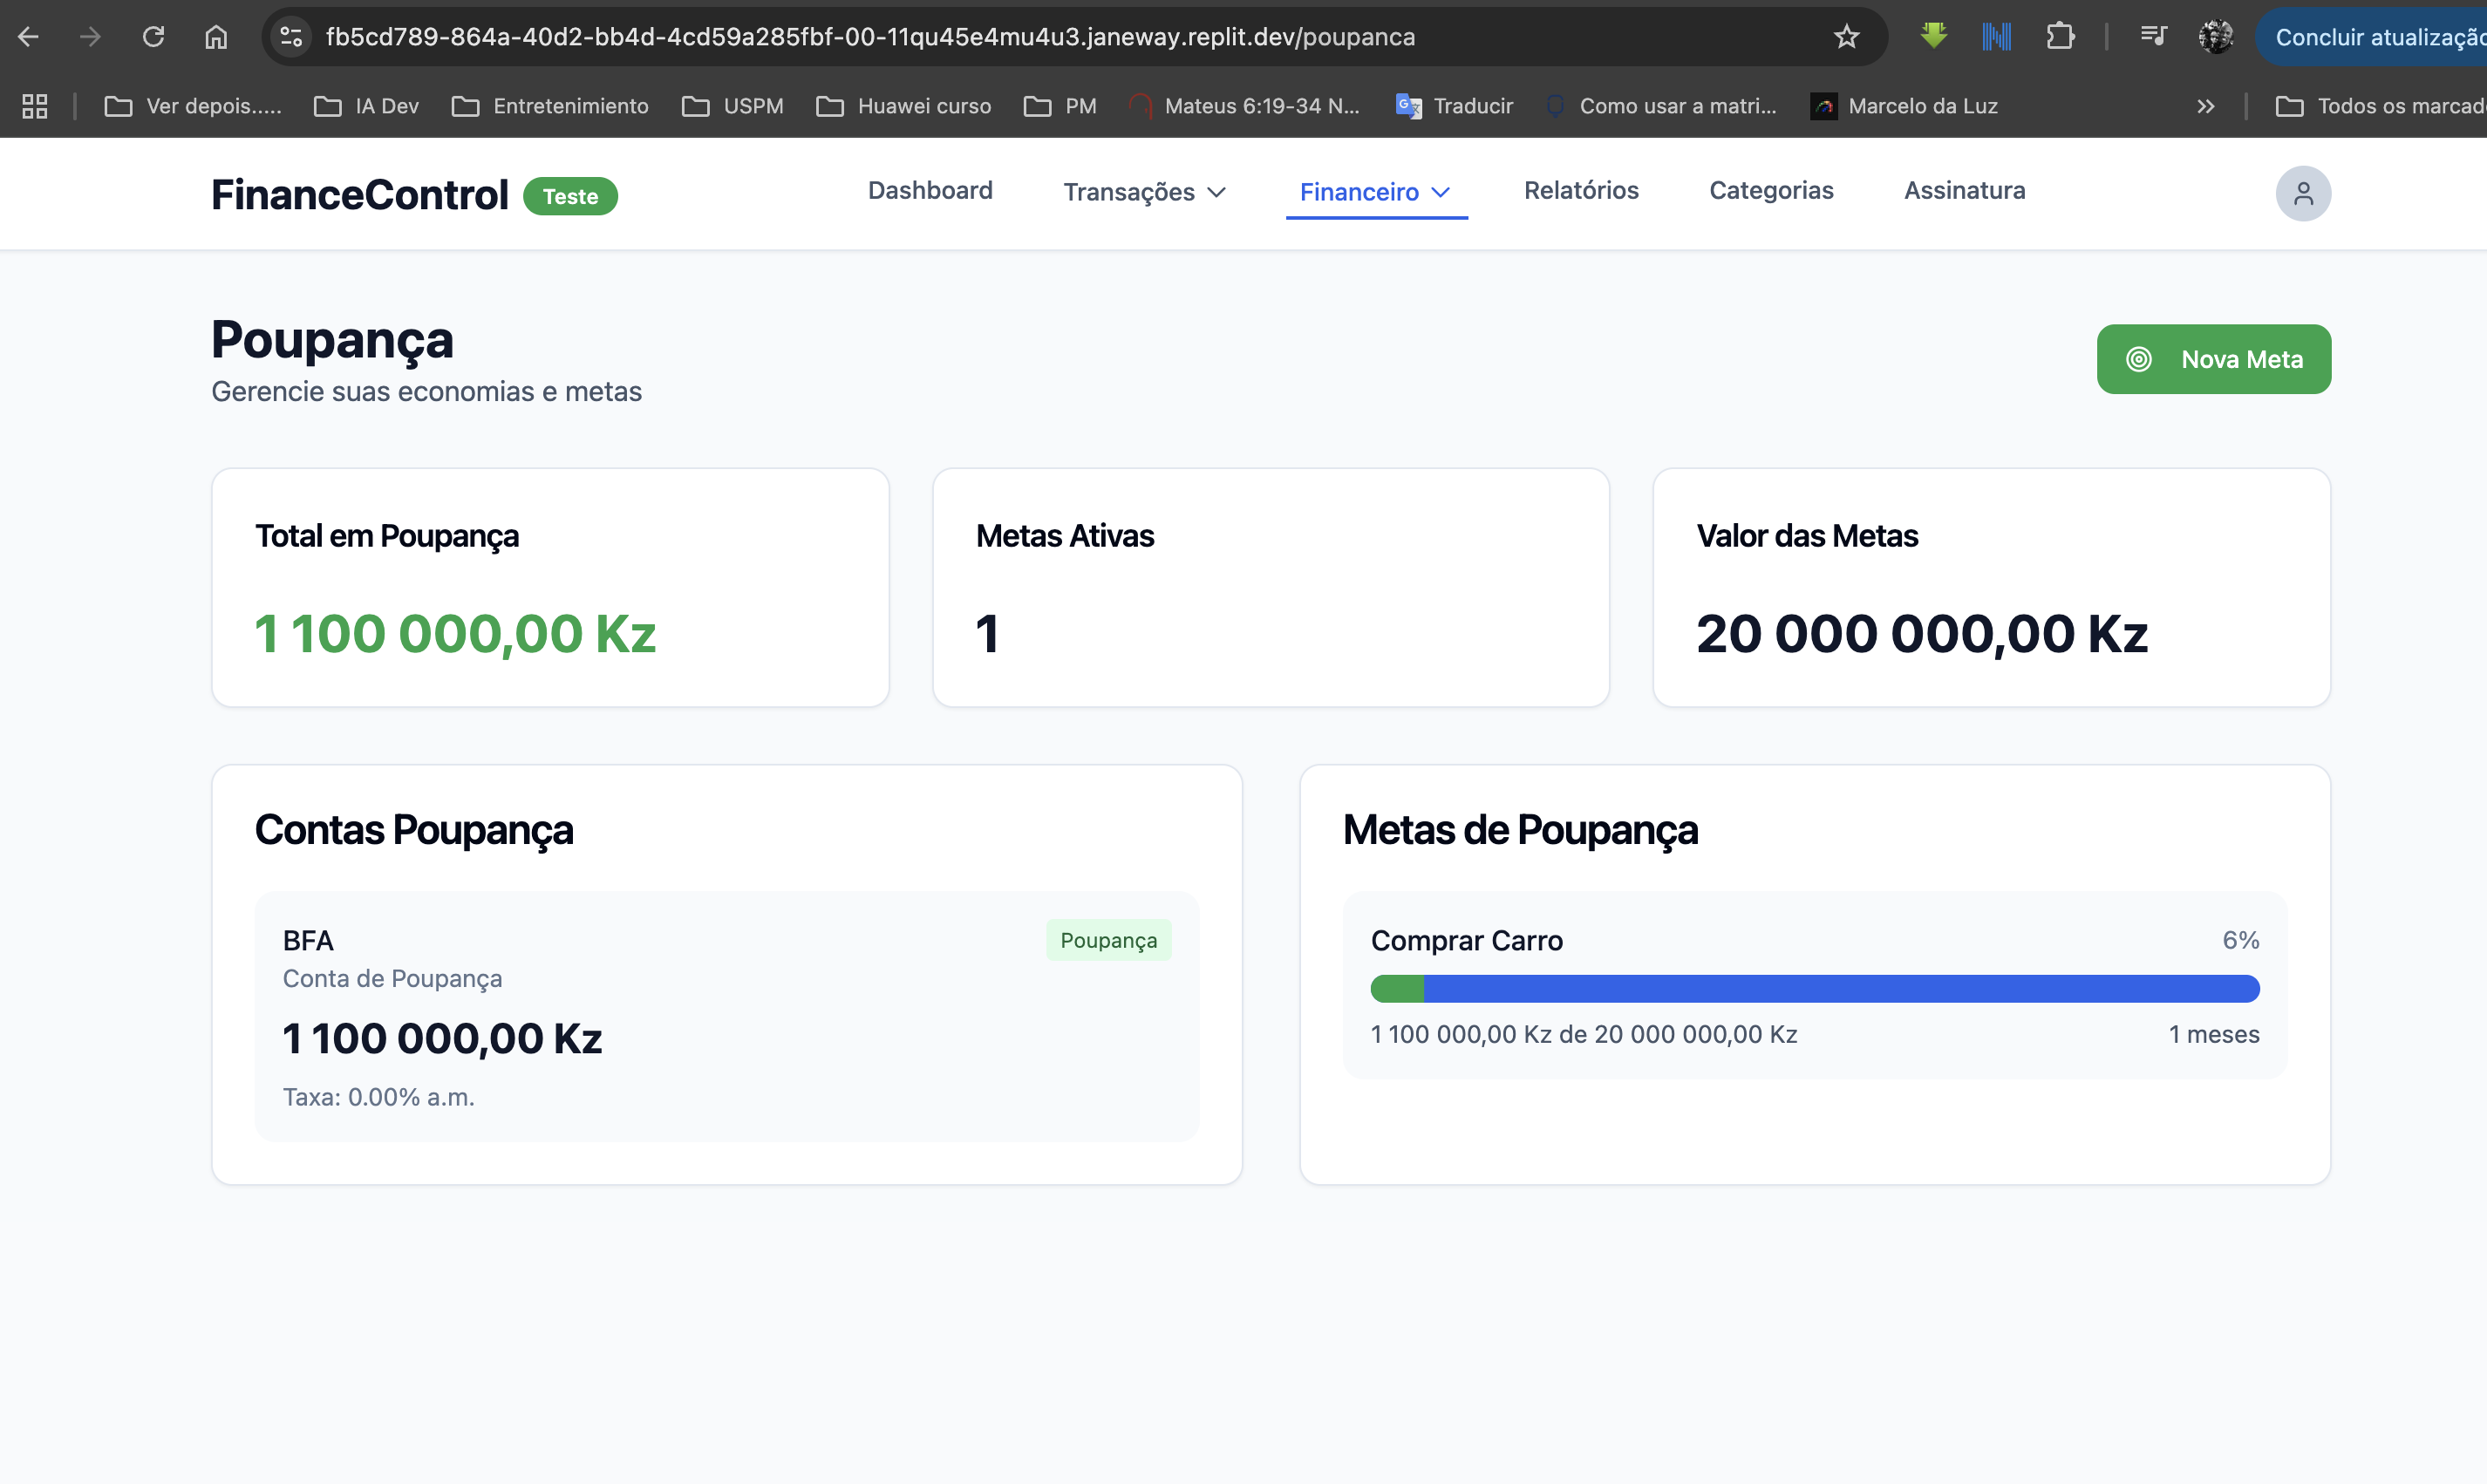 fb5cd789-864a-40d2-bb4d-4cd59a285fbf-00-11qu45e4mu4u3.janeway.replit.dev/poupanca
Concluir atualização
Ver depois..... IA Dev Entretenimiento USPM Huawei curso PM Mateus 6:19-34 N... Traducir Como usar a matri... Marcelo da Luz » Todos os marcad
FinanceControl Teste Dashboard Transações Financeiro Relatórios Categorias Assinatura
Poupança
Gerencie suas economias e metas
Nova Meta
Total em Poupança
1 100 000,00 Kz
Metas Ativas
1
Valor das Metas
20 000 000,00 Kz
Contas Poupança
BFA
Poupança
Conta de Poupança
1 100 000,00 Kz
Taxa: 0.00% a.m.
Metas de Poupança
Comprar Carro 6%
1 100 000,00 Kz de 20 000 000,00 Kz 1 meses